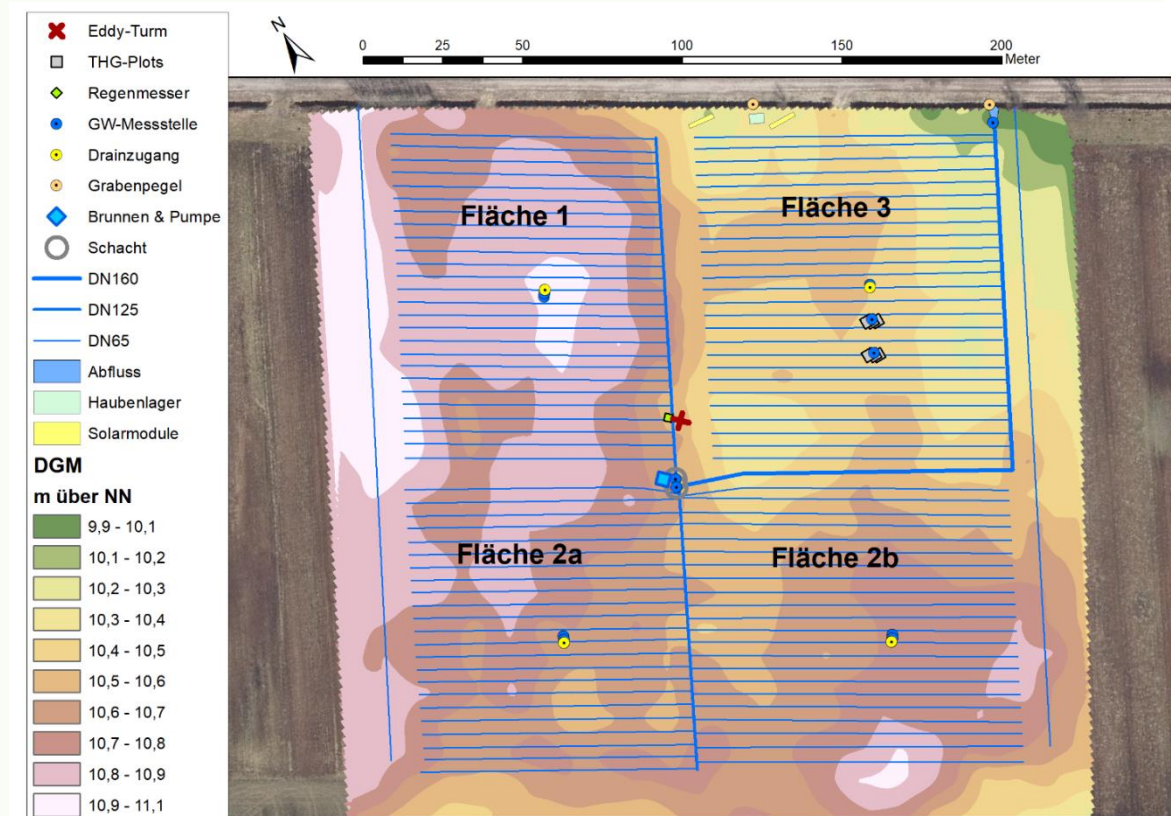 Eddy-Turm
THG-Plots
Regenmesser
GW-Messstelle
Drainzugang
Grabenpegel
Brunnen & Pumpe
Schacht
DN160
DN125
DN65
Abfluss
Haubenlager
Solarmodule
DGM
m über NN
9,9 - 10,1
10,1 - 10,2
10,2 - 10,3
10,3 - 10,4
10,4 - 10,5
10,5 - 10,6
10,6 - 10,7
10,7 - 10,8
10,8 - 10,9
10,9 - 11,1
N
0 25 50 100 150 200
Meter
Fläche 1
Fläche 3
Fläche 2a
Fläche 2b